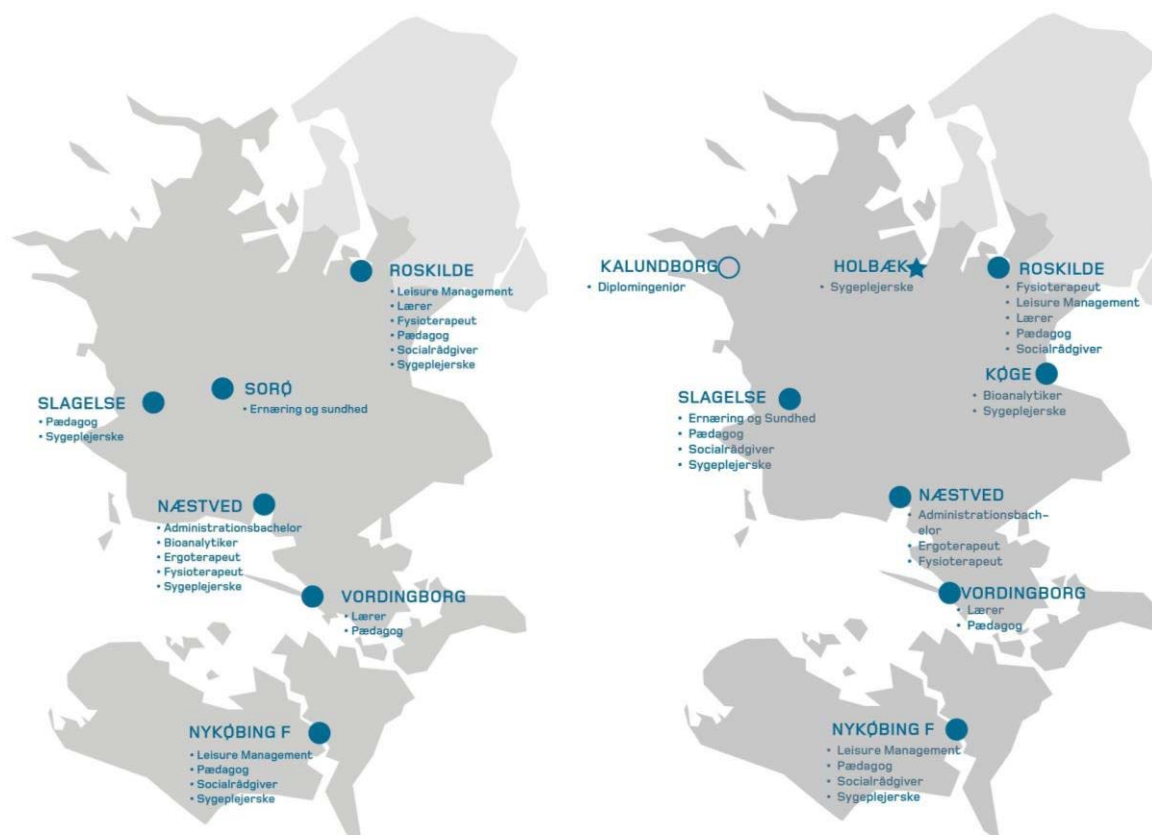 ROSKILDE
• Leisure Management
• Lærer
• Fysioterapeut
• Pædagog
• Socialrådgiver
• Sygeplejerske
SORØ
• Ernæring og sundhed
SLAGELSE
• Pædagog
• Sygeplejerske
NÆSTVED
• Administrationsbachelor
• Bioanalytiker
• Ergoterapeut
• Fysioterapeut
• Sygeplejerske
VORDINGBORG
• Lærer
• Pædagog
NYKØBING F
• Leisure Management
• Pædagog
• Socialrådgiver
• Sygeplejerske
KALUNDBORG
• Diplomingeniør
HOLBÆK
• Sygeplejerske
ROSKILDE
• Fysioterapeut
• Leisure Management
• Lærer
• Pædagog
• Socialrådgiver
KØGE
• Bioanalytiker
• Sygeplejerske
SLAGELSE
• Ernæring og Sundhed
• Pædagog
• Socialrådgiver
• Sygeplejerske
NÆSTVED
• Administrationsbach-
elor
• Ergoterapeut
• Fysioterapeut
VORDINGBORG
• Lærer
• Pædagog
NYKØBING F
• Leisure Management
• Pædagog
• Socialrådgiver
• Sygeplejerske